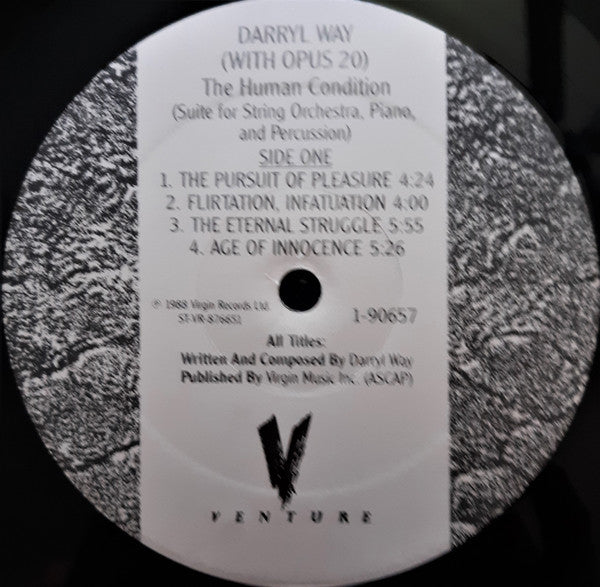 DARRYL WAY
(WITH OPUS 20)
The Human Condition
(Suite for String Orchestra, Piano,
and Percussion)
SIDE ONE
1. THE PURSUIT OF PLEASURE 4:24
2. FLIRTATION, INFATUATION 4:00
3. THE ETERNAL STRUGGLE 5:55
4. AGE OF INNOCENCE 5:26
℗ 1988 Virgin Records Ltd.
ST-VR-876651
1-90657
All Titles:
Written And Composed By Darryl Way
Published By Virgin Music Inc. (ASCAP)
V
VENTURE